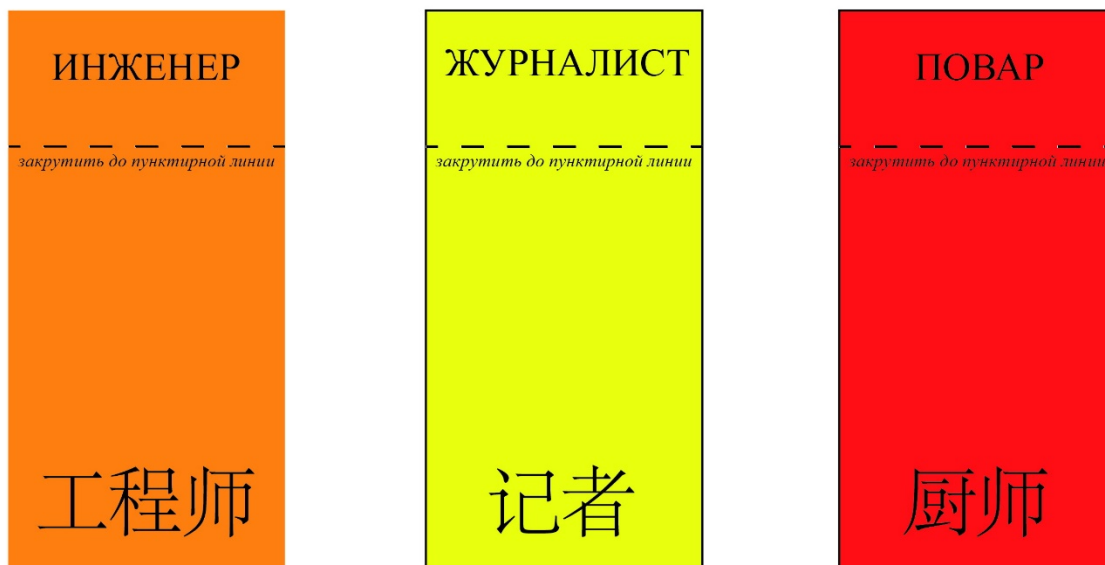 ИНЖЕНЕР
закрутить до пунктирной линии
工程师
ЖУРНАЛИСТ
закрутить до пунктирной линии
记者
ПОВАР
закрутить до пунктирной линии
厨师